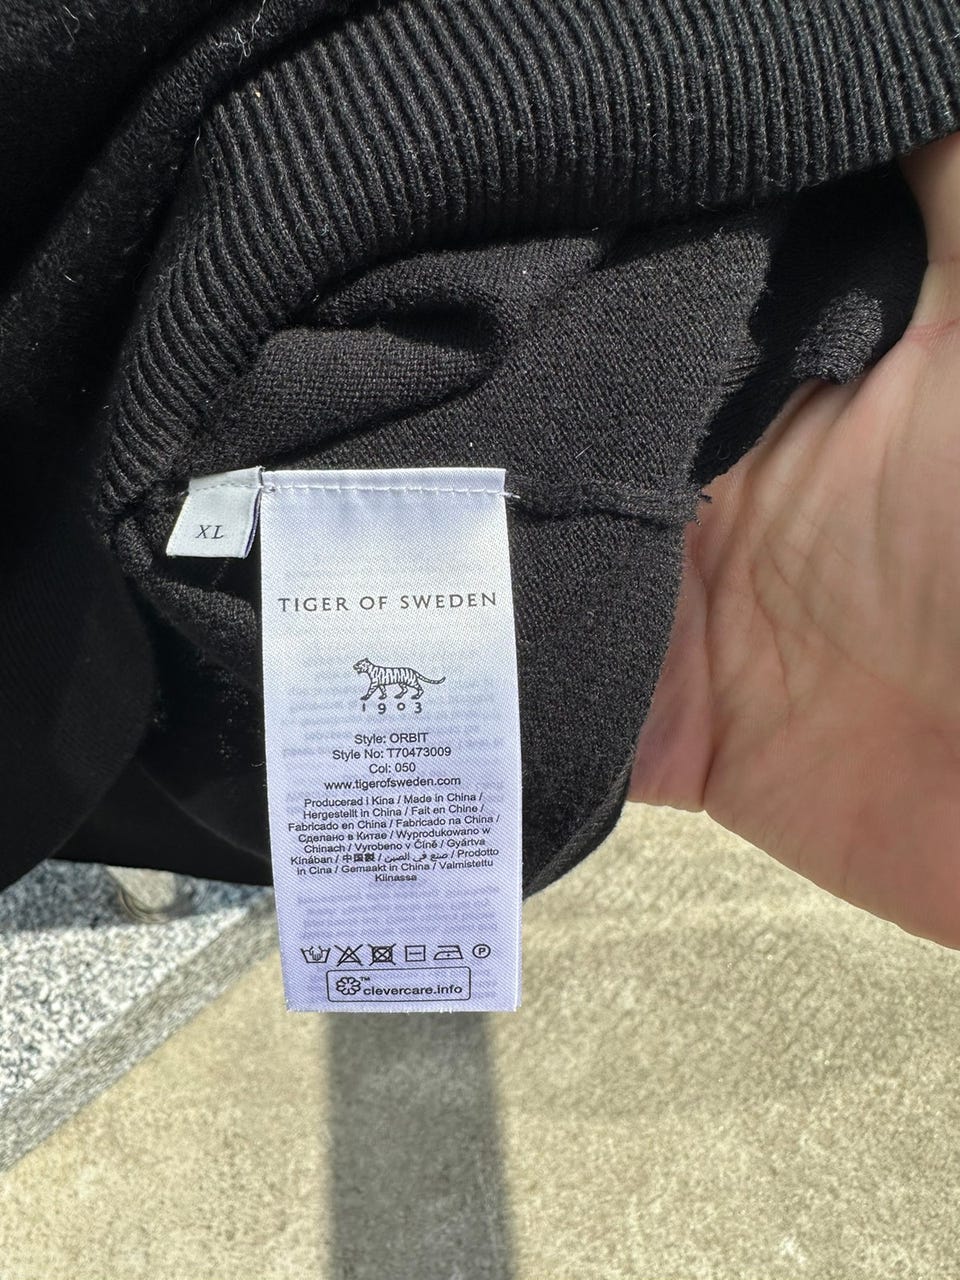 XL
TIGER OF SWEDEN
1903
Style: ORBIT
Style No: T70473009
Col: 050
www.tigerofsweden.com
Producerad i Kina / Made in China /
Hergestellt in China / Fait en Chine /
Fabricado en China / Fabricado na China /
Сделано в Китае / Wyprodukowano w
Chinach / Vyrobeno v Číně / Gyártva
Kínában / 中国製 / صنع في الصين / Prodotto
in Cina / Gemaakt in China / Valmistettu
Kiinassa
P
™
clevercare.info